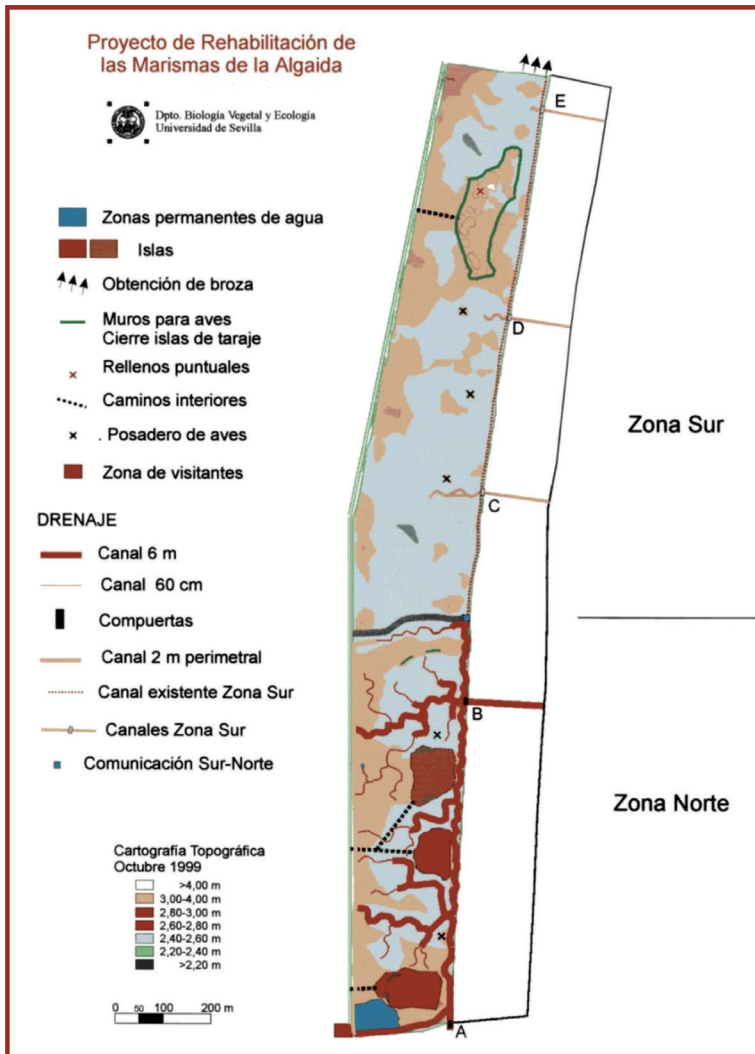 Proyecto de Rehabilitación de
las Marismas de la Algaida
Dpto. Biología Vegetal y Ecología
Universidad de Sevilla
Zonas permanentes de agua
Islas
Obtención de broza
Muros para aves
Cierre islas de taraje
Rellenos puntuales
Caminos interiores
. Posadero de aves
Zona de visitantes
DRENAJE
Canal 6 m
Canal 60 cm
Compuertas
Canal 2 m perimetral
Canal existente Zona Sur
Canales Zona Sur
Comunicación Sur-Norte
Cartografía Topográfica
Octubre 1999
>4,00 m
3,00-4,00 m
2,80-3,00 m
2,60-2,80 m
2,40-2,60 m
2,20-2,40 m
>2,20 m
0 50 100 200 m
E
D
C
B
A
Zona Sur
Zona Norte